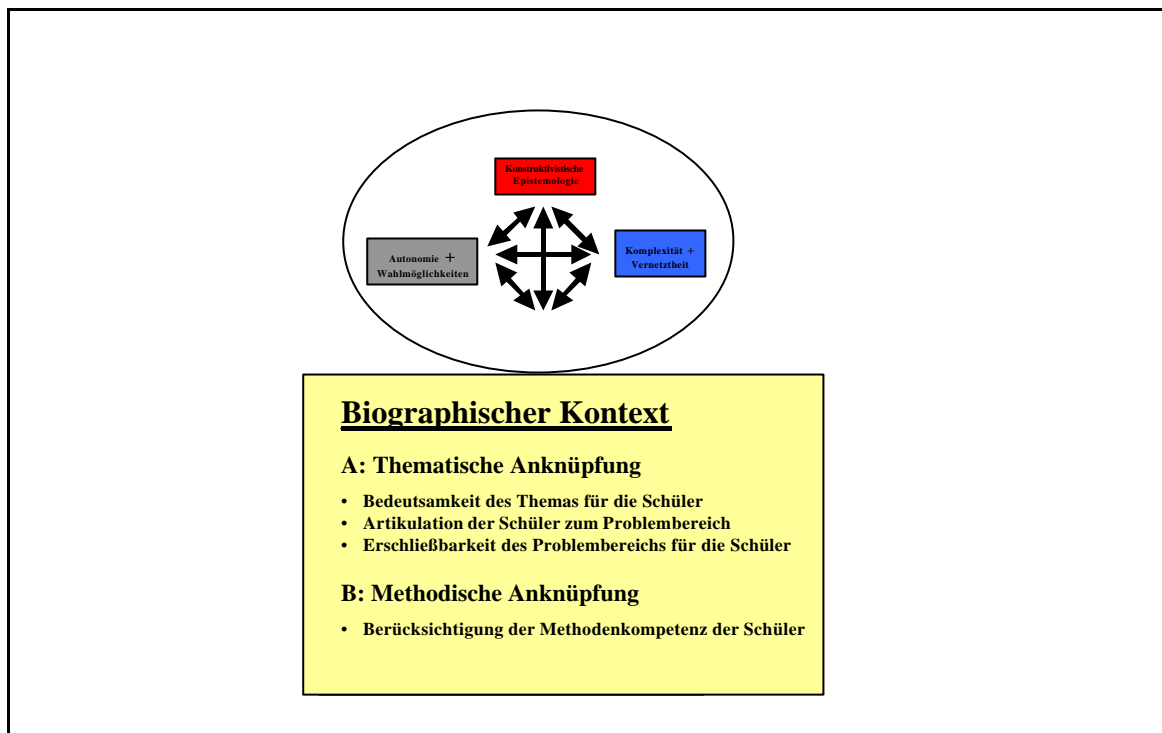 Konstruktivistische
Epistemologie
Autonomie +
Wahlmöglichkeiten
Komplexität +
Vernetztheit
Biographischer Kontext
A: Thematische Anknüpfung
• Bedeutsamkeit des Themas für die Schüler
• Artikulation der Schüler zum Problembereich
• Erschließbarkeit des Problembereichs für die Schüler
B: Methodische Anknüpfung
• Berücksichtigung der Methodenkompetenz der Schüler